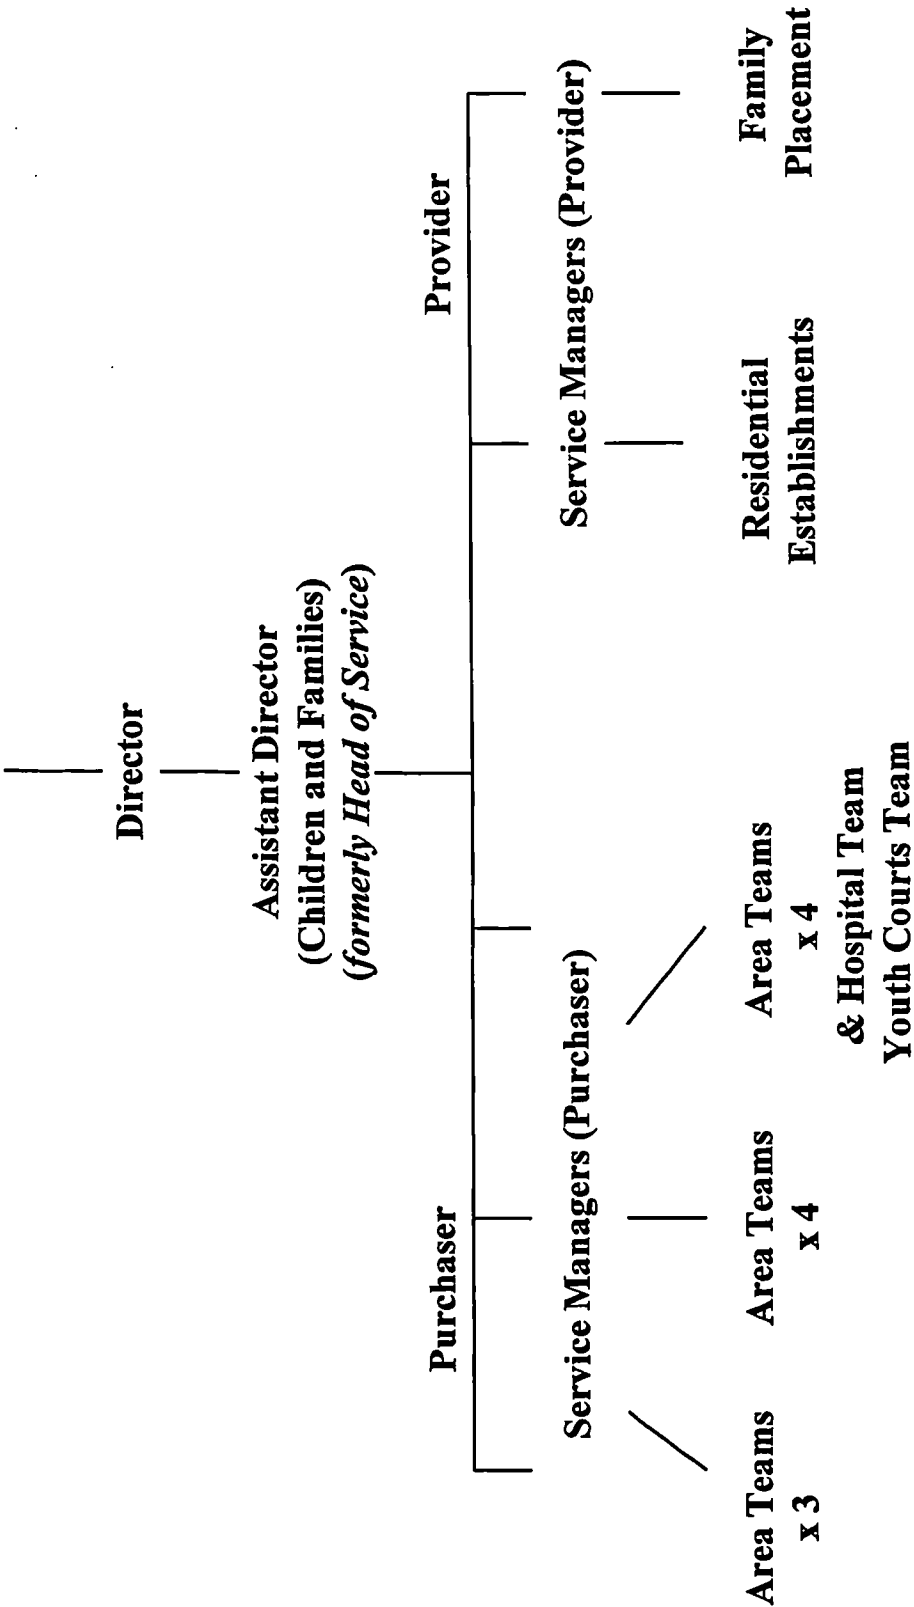 Director
Assistant Director
(Children and Families)
(formerly Head of Service)
Purchaser
Provider
Service Managers (Purchaser)
Service Managers (Provider)
Area Teams
x 3
Area Teams
x 4
Area Teams
x 4
& Hospital Team
Youth Courts Team
Residential
Establishments
Family
Placement